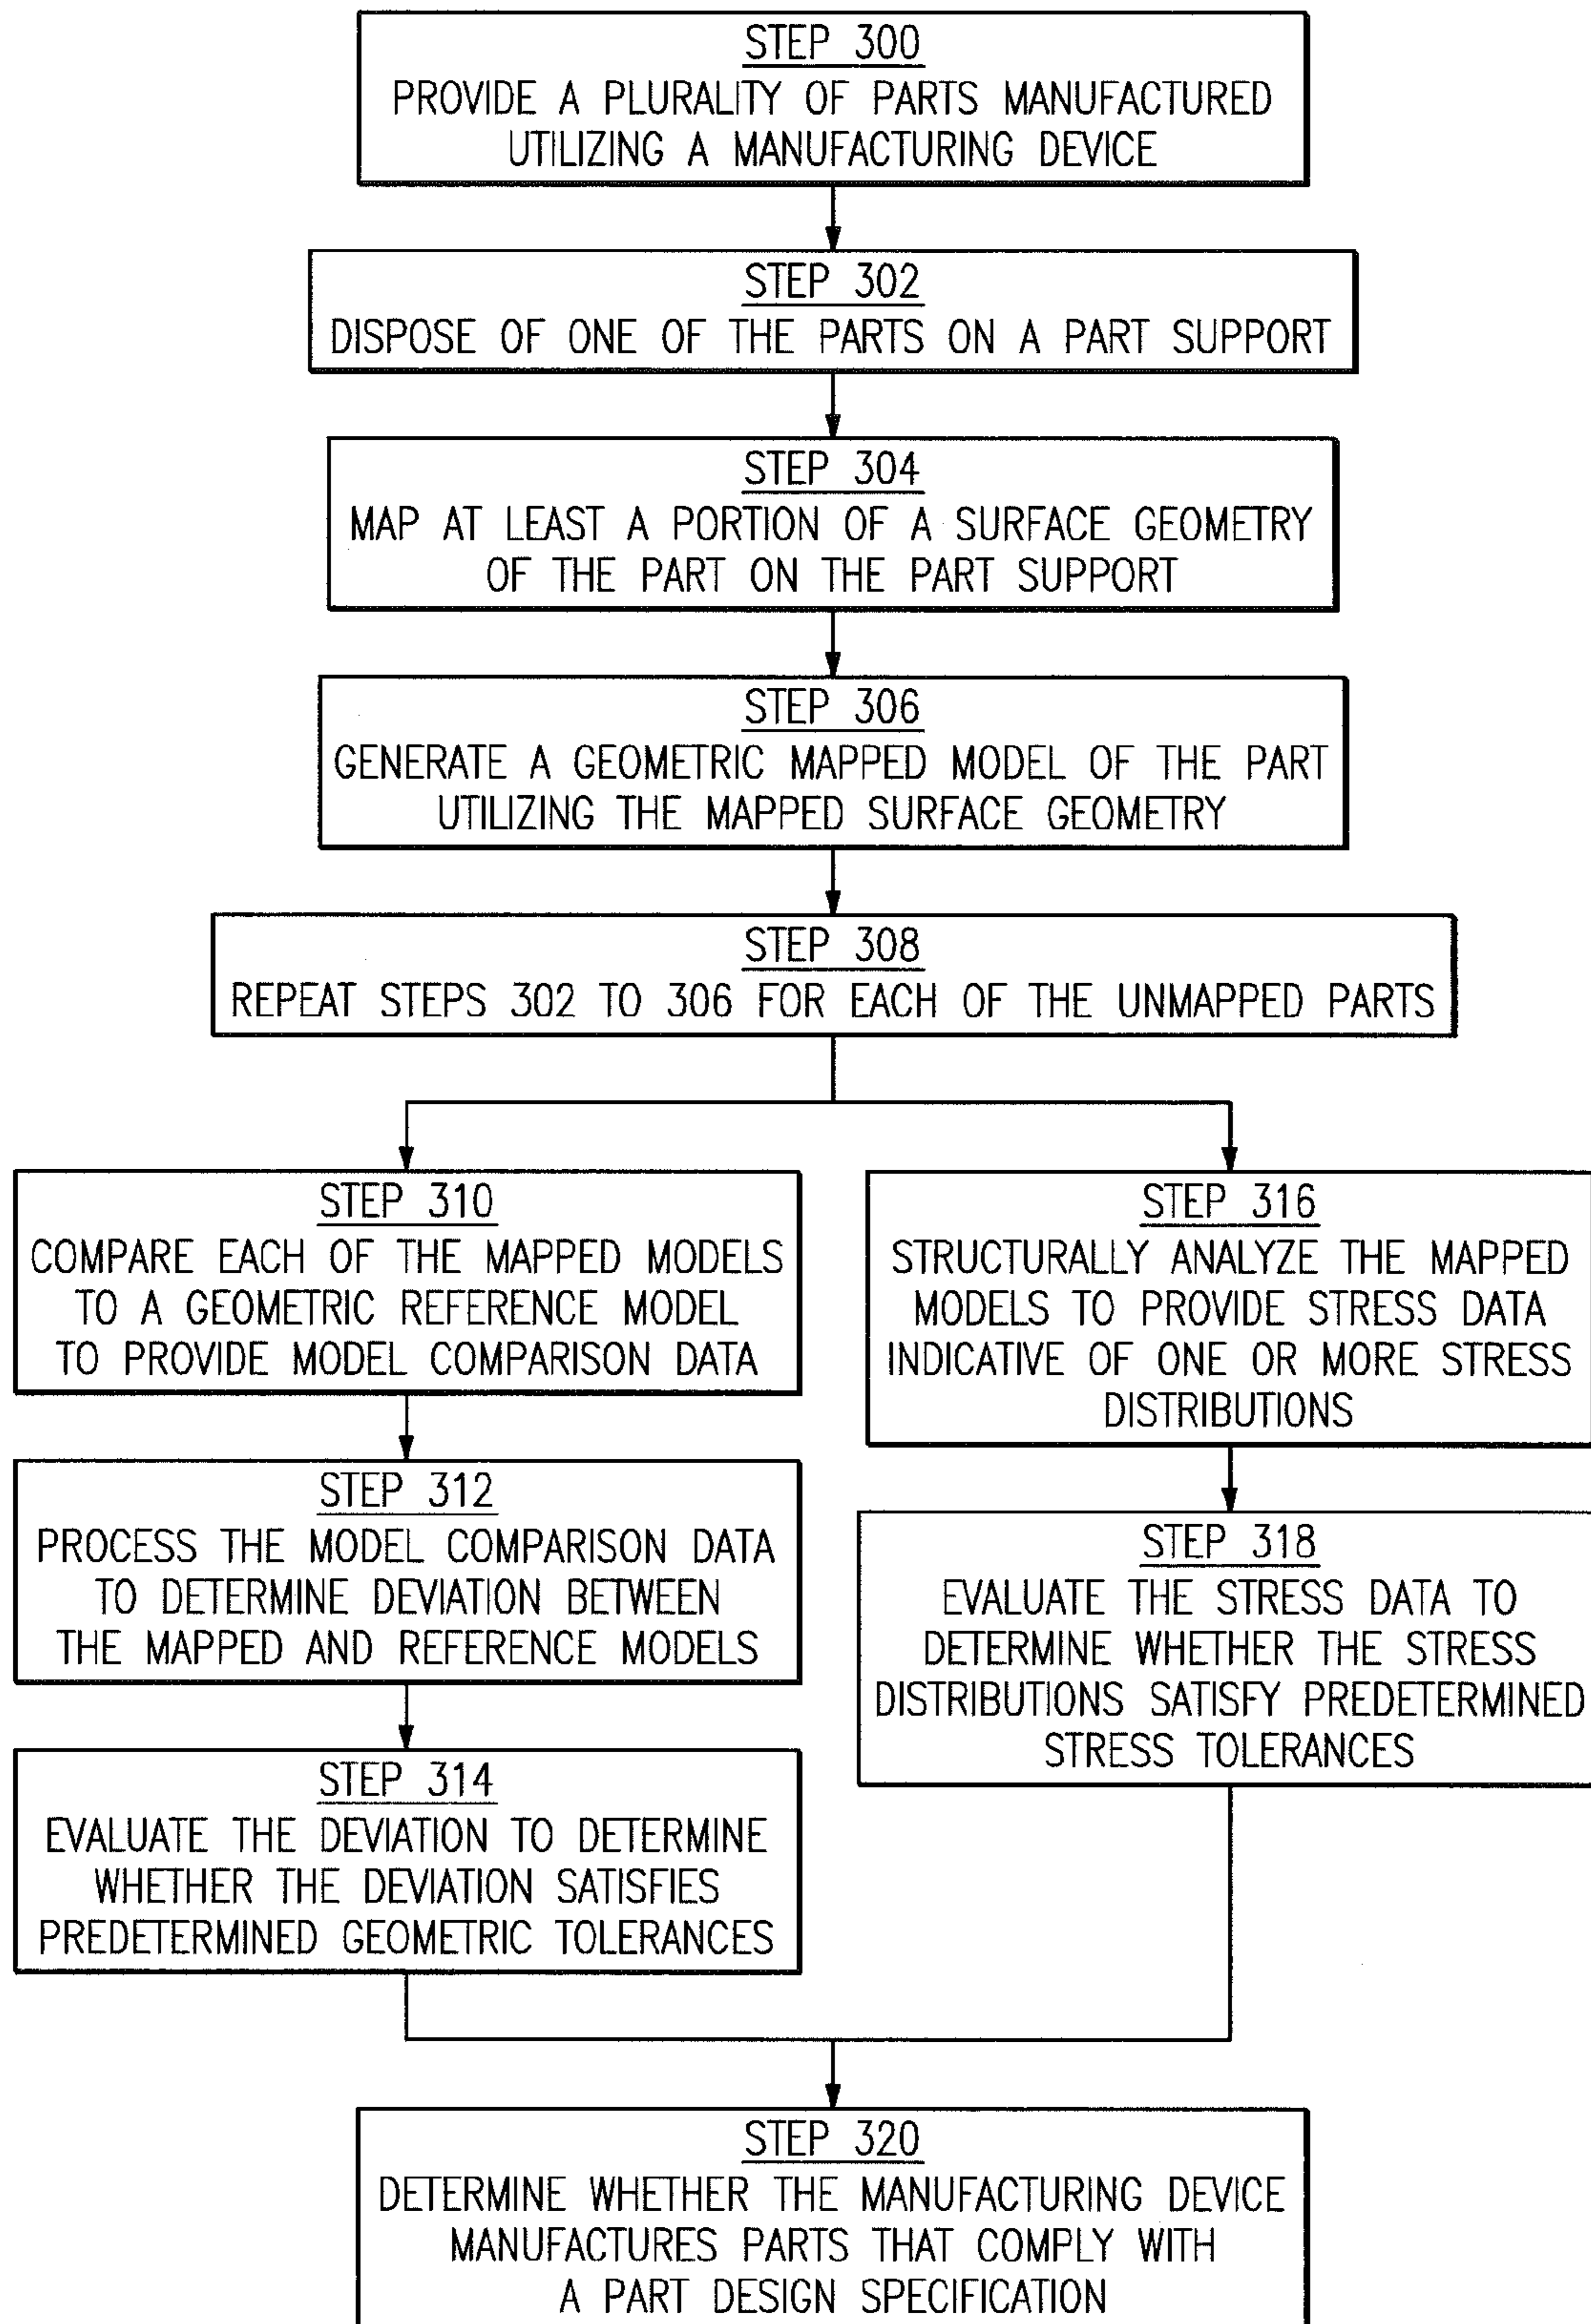 STEP 300
PROVIDE A PLURALITY OF PARTS MANUFACTURED
UTILIZING A MANUFACTURING DEVICE
STEP 302
DISPOSE OF ONE OF THE PARTS ON A PART SUPPORT
STEP 304
MAP AT LEAST A PORTION OF A SURFACE GEOMETRY
OF THE PART ON THE PART SUPPORT
STEP 306
GENERATE A GEOMETRIC MAPPED MODEL OF THE PART
UTILIZING THE MAPPED SURFACE GEOMETRY
STEP 308
REPEAT STEPS 302 TO 306 FOR EACH OF THE UNMAPPED PARTS
STEP 310
COMPARE EACH OF THE MAPPED MODELS
TO A GEOMETRIC REFERENCE MODEL
TO PROVIDE MODEL COMPARISON DATA
STEP 312
PROCESS THE MODEL COMPARISON DATA
TO DETERMINE DEVIATION BETWEEN
THE MAPPED AND REFERENCE MODELS
STEP 314
EVALUATE THE DEVIATION TO DETERMINE
WHETHER THE DEVIATION SATISFIES
PREDETERMINED GEOMETRIC TOLERANCES
STEP 316
STRUCTURALLY ANALYZE THE MAPPED
MODELS TO PROVIDE STRESS DATA
INDICATIVE OF ONE OR MORE STRESS
DISTRIBUTIONS
STEP 318
EVALUATE THE STRESS DATA TO
DETERMINE WHETHER THE STRESS
DISTRIBUTIONS SATISFY PREDETERMINED
STRESS TOLERANCES
STEP 320
DETERMINE WHETHER THE MANUFACTURING DEVICE
MANUFACTURES PARTS THAT COMPLY WITH
A PART DESIGN SPECIFICATION